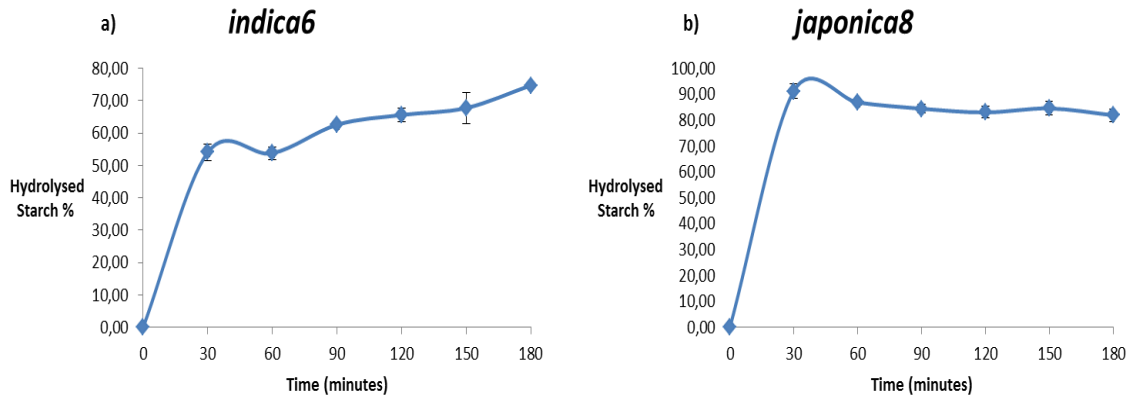 a) indica6
80,00
70,00
60,00
50,00
40,00
30,00
20,00
10,00
0,00
Hydrolysed
Starch %
0 30 60 90 120 150 180
Time (minutes)
b) japonica8
100,00
90,00
80,00
70,00
60,00
50,00
40,00
30,00
20,00
10,00
0,00
Hydrolysed
Starch %
0 30 60 90 120 150 180
Time (minutes)